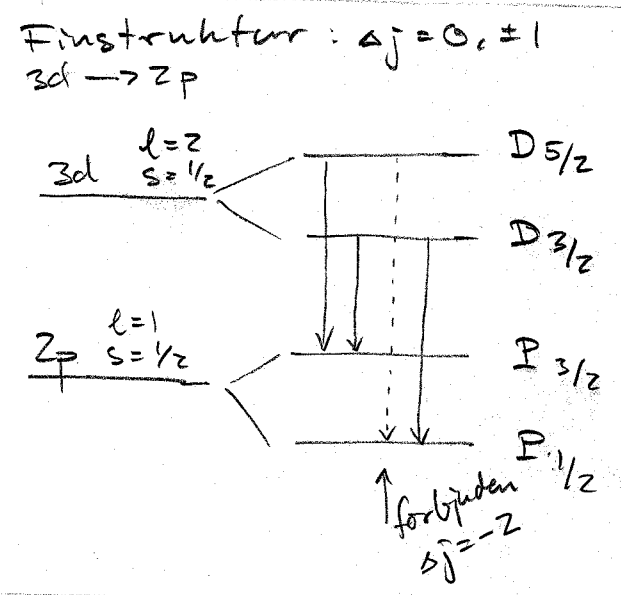 Finstruktur : Δj = 0, ±1
3d → 2p
3d
l = 2
s = 1/2
D 5/2
D 3/2
2p
l = 1
s = 1/2
P 3/2
P 1/2
förbjuden
Δj = -2